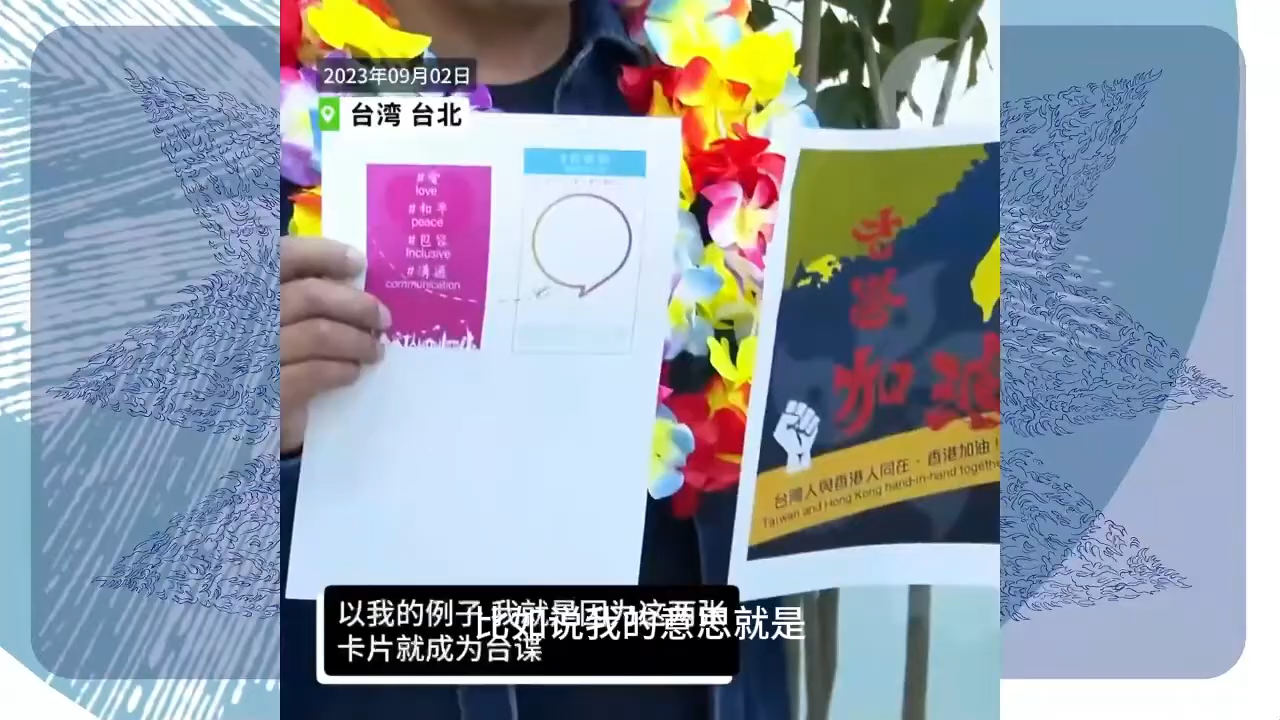 2023年09月02日
台湾 台北
#愛
love
#和平
peace
#包容
Inclusive
#溝通
communication
加油
台灣人與香港人同在，香港加油！
Taiwan and Hong Kong hand-in-hand togethe
以我的例子 我就是因为这两张
卡片就成为台谍
比如说我的意思就是